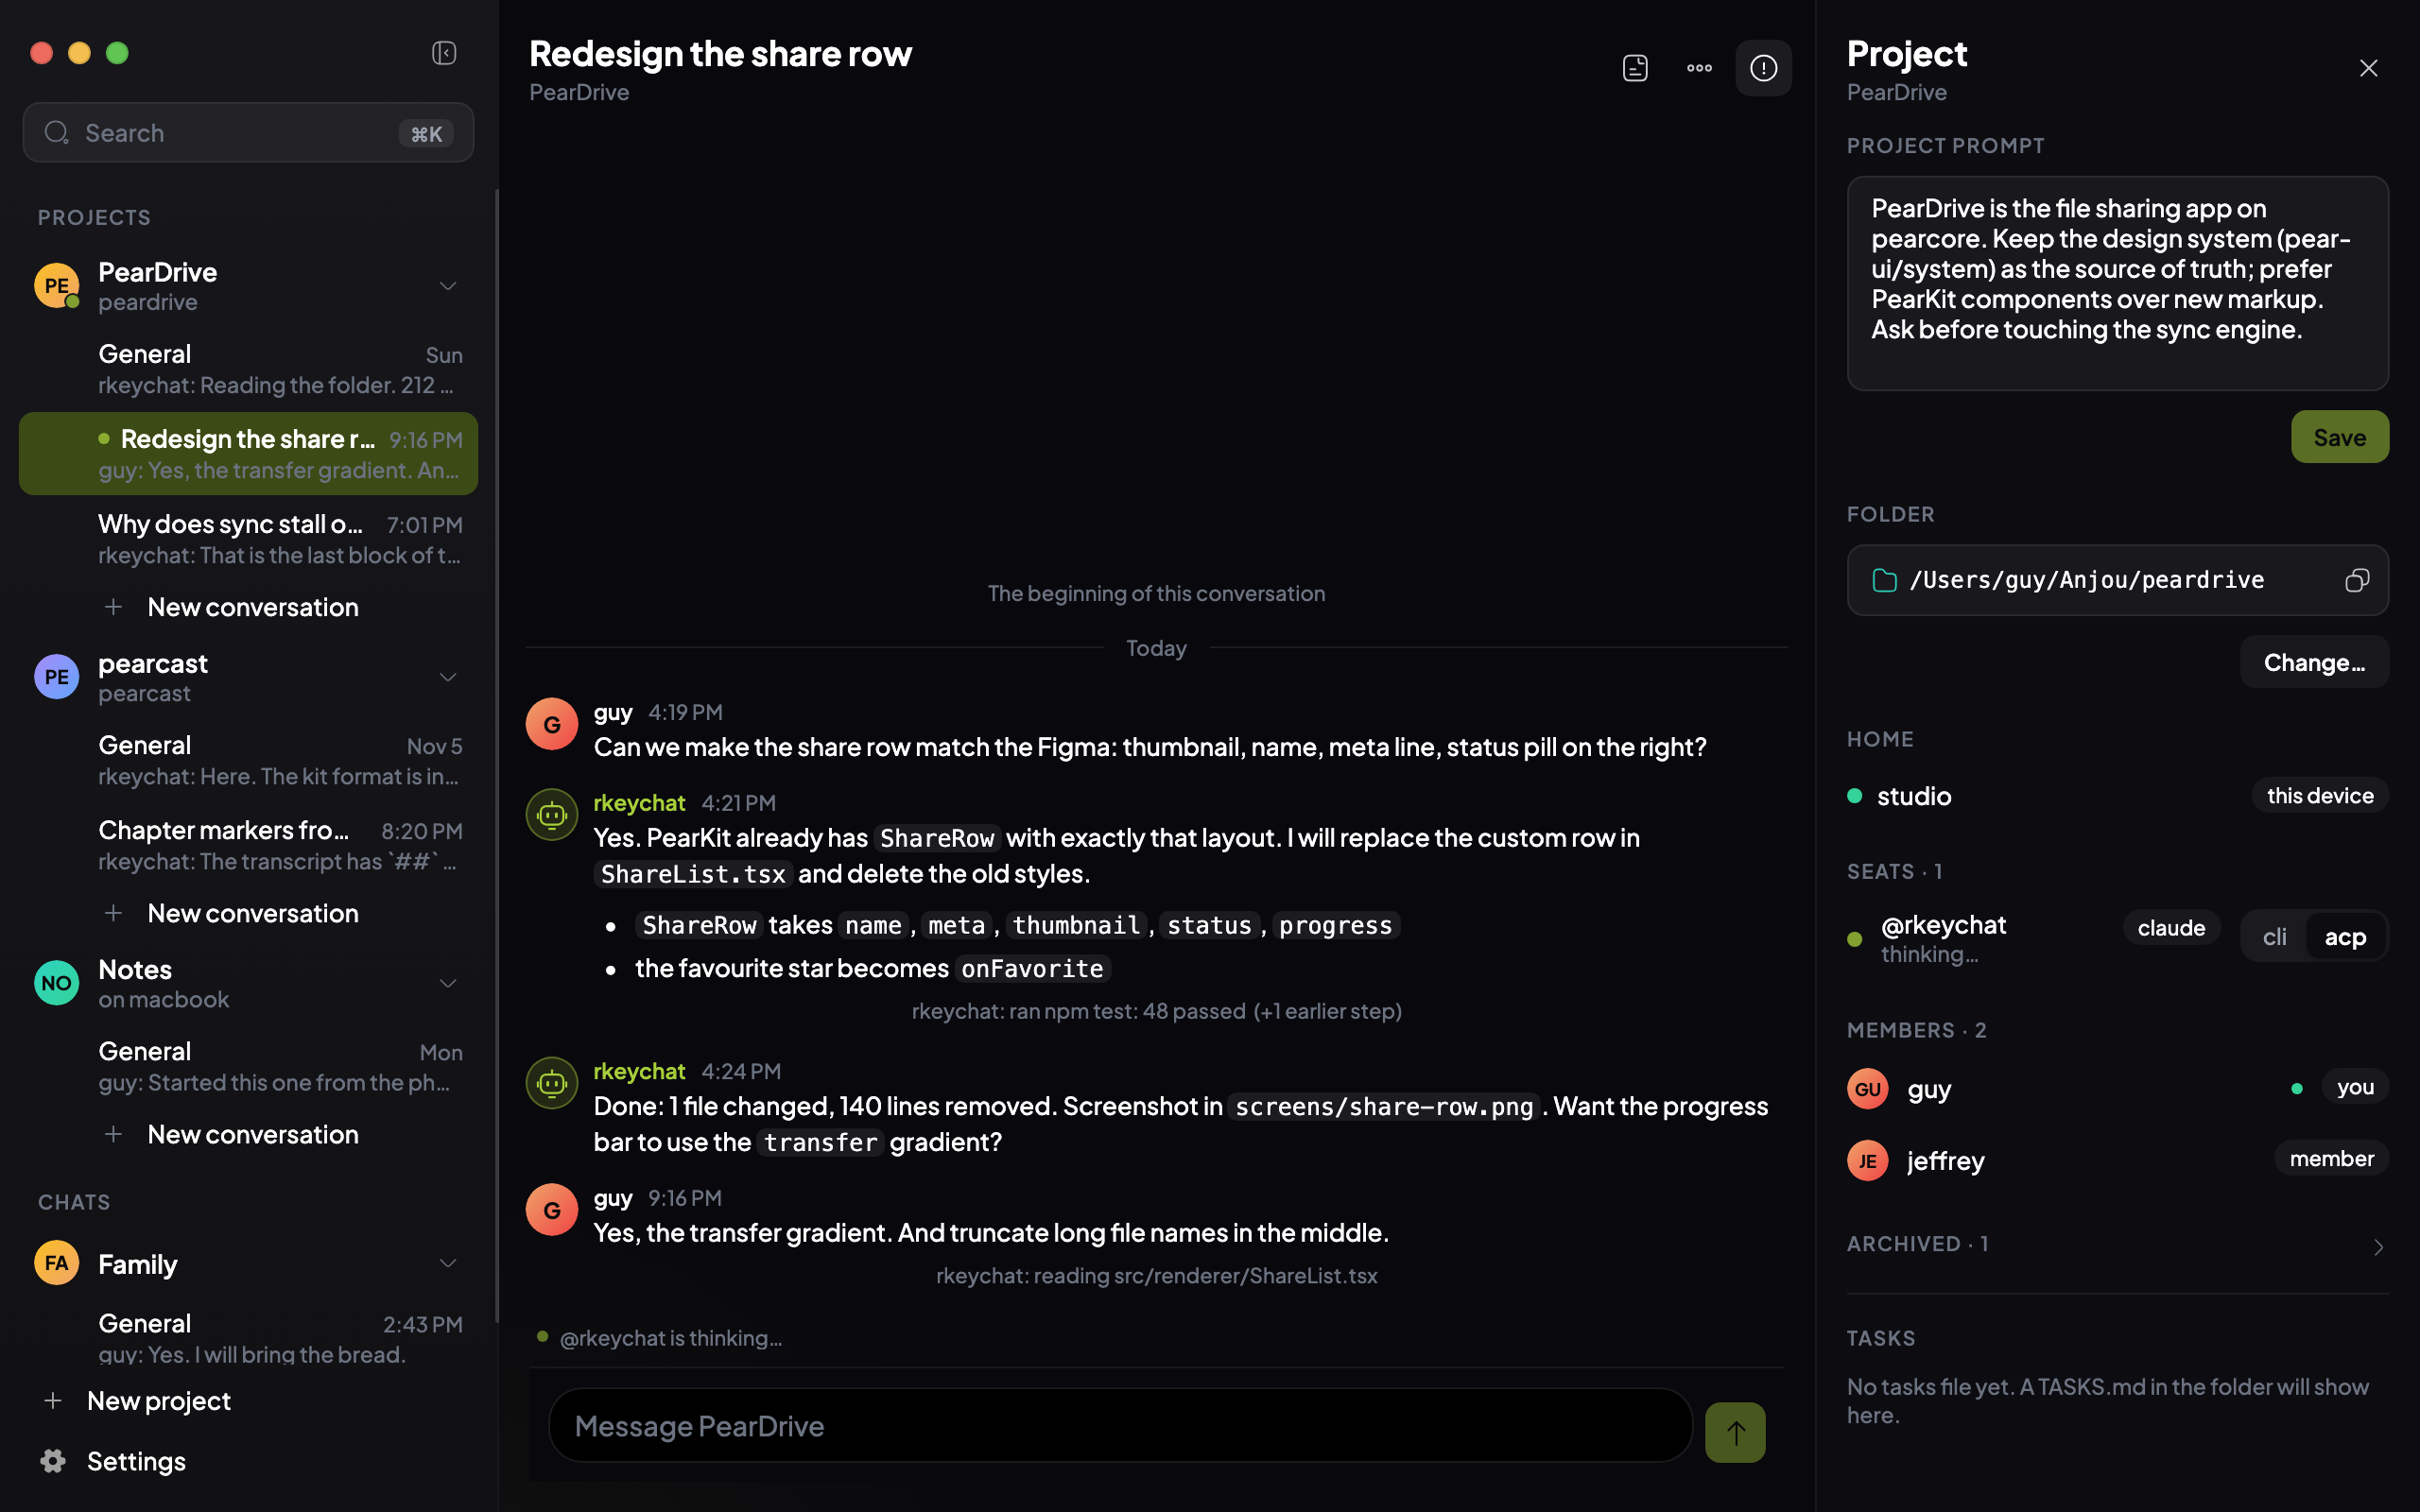 Search
⌘K
PROJECTS
PE
PearDrive
peardrive
General
Sun
rkeychat: Reading the folder. 212 ...
Redesign the share r...
9:16 PM
guy: Yes, the transfer gradient. An...
Why does sync stall o...
7:01 PM
rkeychat: That is the last block of t...
+ New conversation
PE
pearcast
pearcast
General
Nov 5
rkeychat: Here. The kit format is in...
Chapter markers fro...
8:20 PM
rkeychat: The transcript has `##` ...
+ New conversation
NO
Notes
on macbook
General
Mon
guy: Started this one from the ph...
+ New conversation
CHATS
FA
Family
General
2:43 PM
guy: Yes. I will bring the bread.
+ New project
Settings
Redesign the share row
PearDrive
The beginning of this conversation
Today
G
guy 4:19 PM
Can we make the share row match the Figma: thumbnail, name, meta line, status pill on the right?
rkeychat 4:21 PM
Yes. PearKit already has ShareRow with exactly that layout. I will replace the custom row in
ShareList.tsx and delete the old styles.
• ShareRow takes name, meta, thumbnail, status, progress
• the favourite star becomes onFavorite
rkeychat: ran npm test: 48 passed (+1 earlier step)
rkeychat 4:24 PM
Done: 1 file changed, 140 lines removed. Screenshot in screens/share-row.png. Want the progress
bar to use the transfer gradient?
G
guy 9:16 PM
Yes, the transfer gradient. And truncate long file names in the middle.
rkeychat: reading src/renderer/ShareList.tsx
@rkeychat is thinking...
Message PearDrive
Project
PearDrive
PROJECT PROMPT
PearDrive is the file sharing app on
pearcore. Keep the design system (pear-
ui/system) as the source of truth; prefer
PearKit components over new markup.
Ask before touching the sync engine.
Save
FOLDER
/Users/guy/Anjou/peardrive
Change...
HOME
studio
this device
SEATS · 1
@rkeychat
thinking...
claude
cli
acp
MEMBERS · 2
GU
guy
you
JE
jeffrey
member
ARCHIVED · 1
TASKS
No tasks file yet. A TASKS.md in the folder will show
here.